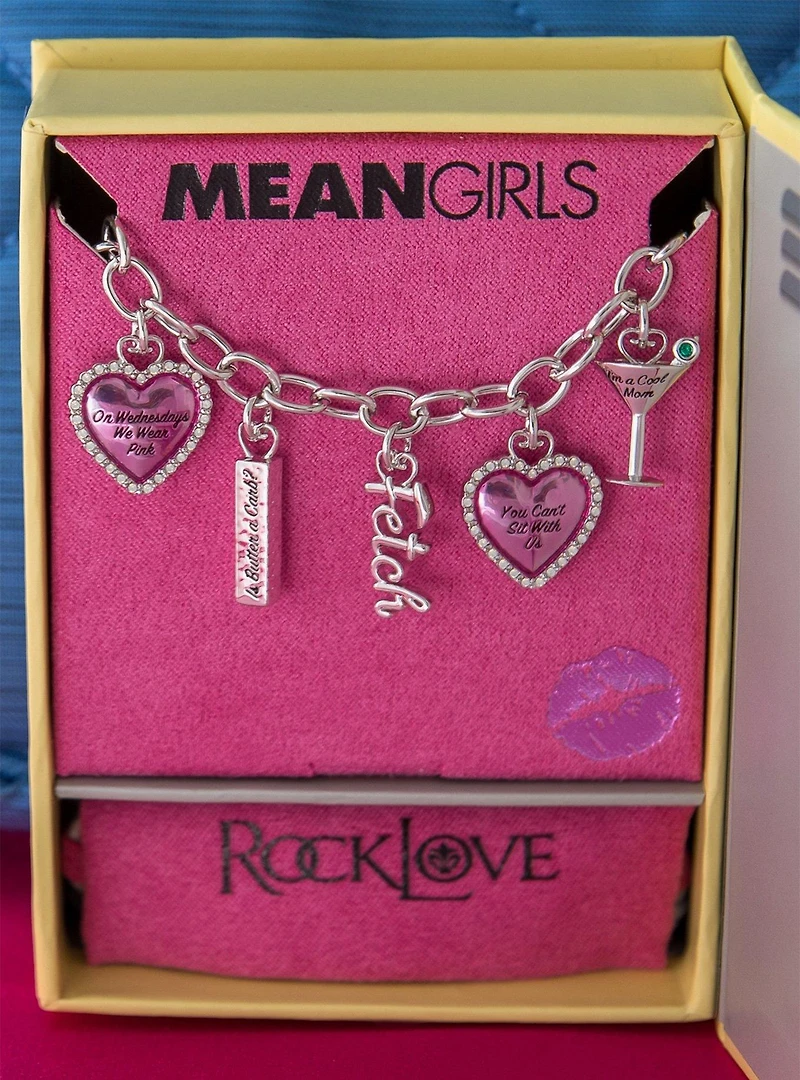 MEANGIRLS
On Wednesdays
We Wear
Pink
Is Butter a Carb?
Fetch
You Can't
Sit With
Us
I'm a Cool
Mom
ROCKLOVE